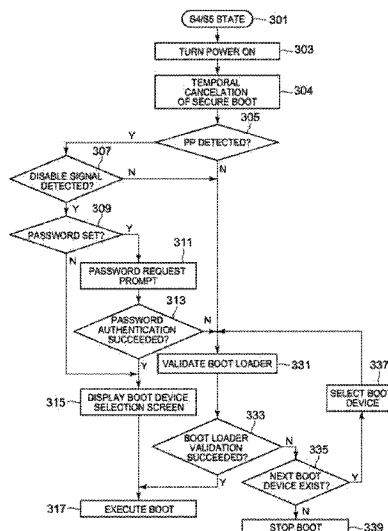 S4/S5 STATE
301
TURN POWER ON
303
TEMPORAL
CANCELATION
OF SECURE BOOT
304
305
PP DETECTED?
Y
N
307
DISABLE SIGNAL
DETECTED?
N
Y
309
PASSWORD SET?
Y
N
311
PASSWORD REQUEST
PROMPT
313
PASSWORD
AUTHENTICATION
SUCCEEDED?
N
Y
VALIDATE BOOT LOADER
331
337
SELECT BOOT
DEVICE
315
DISPLAY BOOT DEVICE
SELECTION SCREEN
333
BOOT LOADER
VALIDATION
SUCCEEDED?
N
Y
335
NEXT BOOT
DEVICE EXIST?
Y
N
317
EXECUTE BOOT
STOP BOOT
339